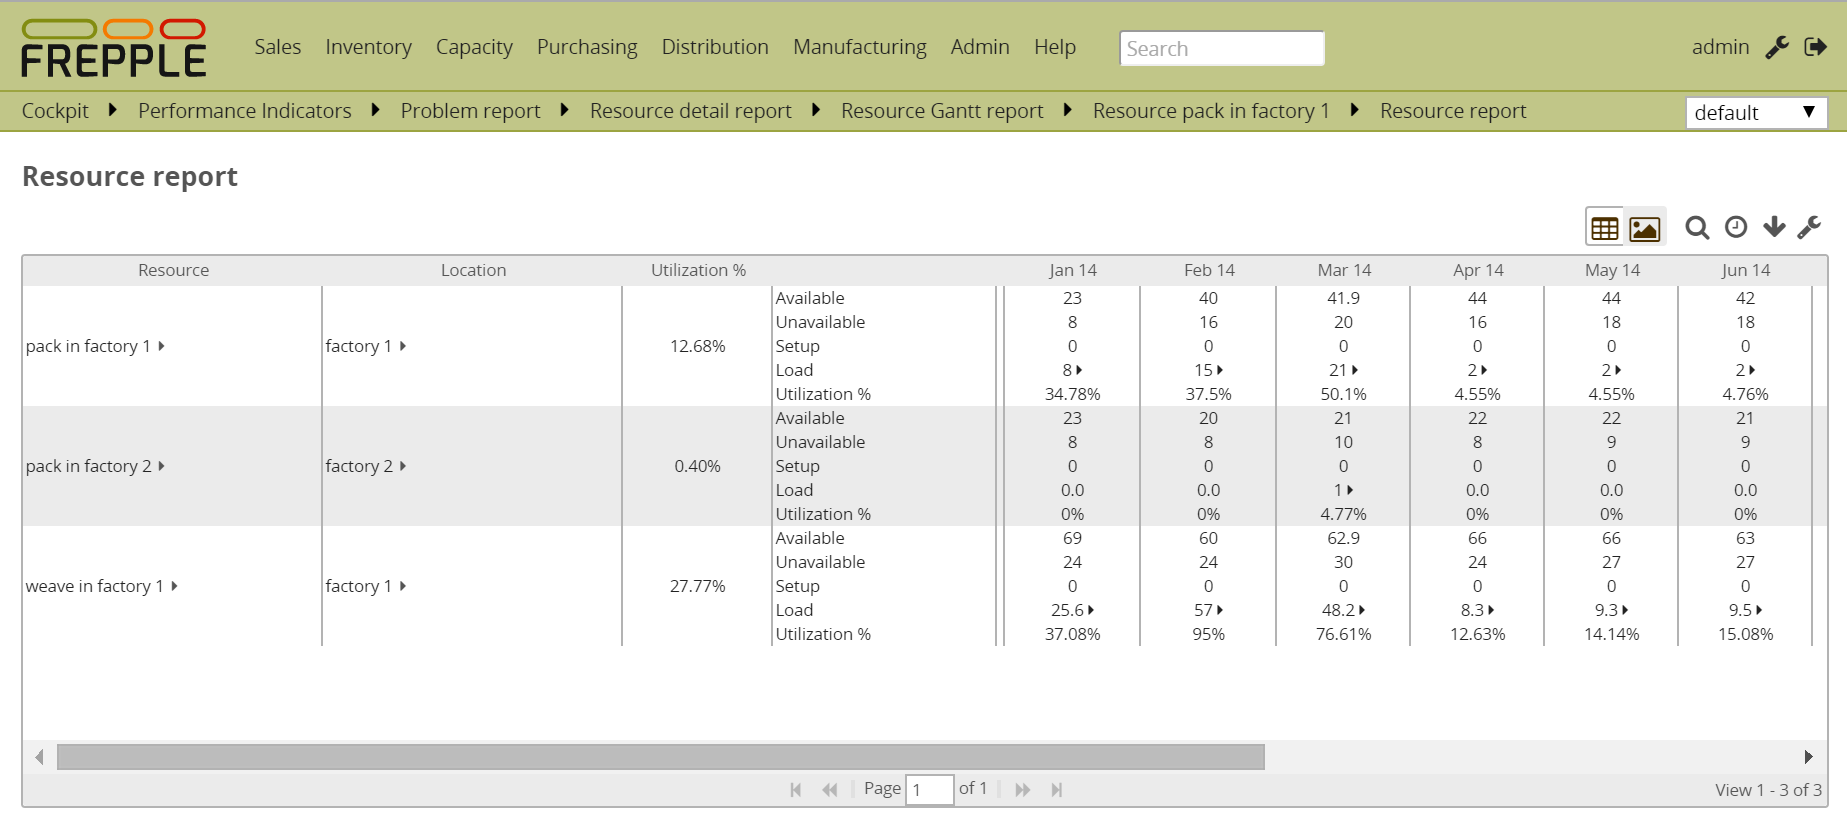 FREPPLE Sales Inventory Capacity Purchasing Distribution Manufacturing Admin Help Search admin
Cockpit Performance Indicators Problem report Resource detail report Resource Gantt report Resource pack in factory 1 Resource report default
Resource report
Resource Location Utilization % Jan 14 Feb 14 Mar 14 Apr 14 May 14 Jun 14
Available 23 40 41.9 44 44 42
Unavailable 8 16 20 16 18 18
pack in factory 1 factory 1 12.68% Setup 0 0 0 0 0 0
Load 8 15 21 2 2 2
Utilization % 34.78% 37.5% 50.1% 4.55% 4.55% 4.76%
Available 23 20 21 22 22 21
Unavailable 8 8 10 8 9 9
pack in factory 2 factory 2 0.40% Setup 0 0 0 0 0 0
Load 0.0 0.0 1 0.0 0.0 0.0
Utilization % 0% 0% 4.77% 0% 0% 0%
Available 69 60 62.9 66 66 63
Unavailable 24 24 30 24 27 27
weave in factory 1 factory 1 27.77% Setup 0 0 0 0 0 0
Load 25.6 57 48.2 8.3 9.3 9.5
Utilization % 37.08% 95% 76.61% 12.63% 14.14% 15.08%
Page 1 of 1 View 1 - 3 of 3